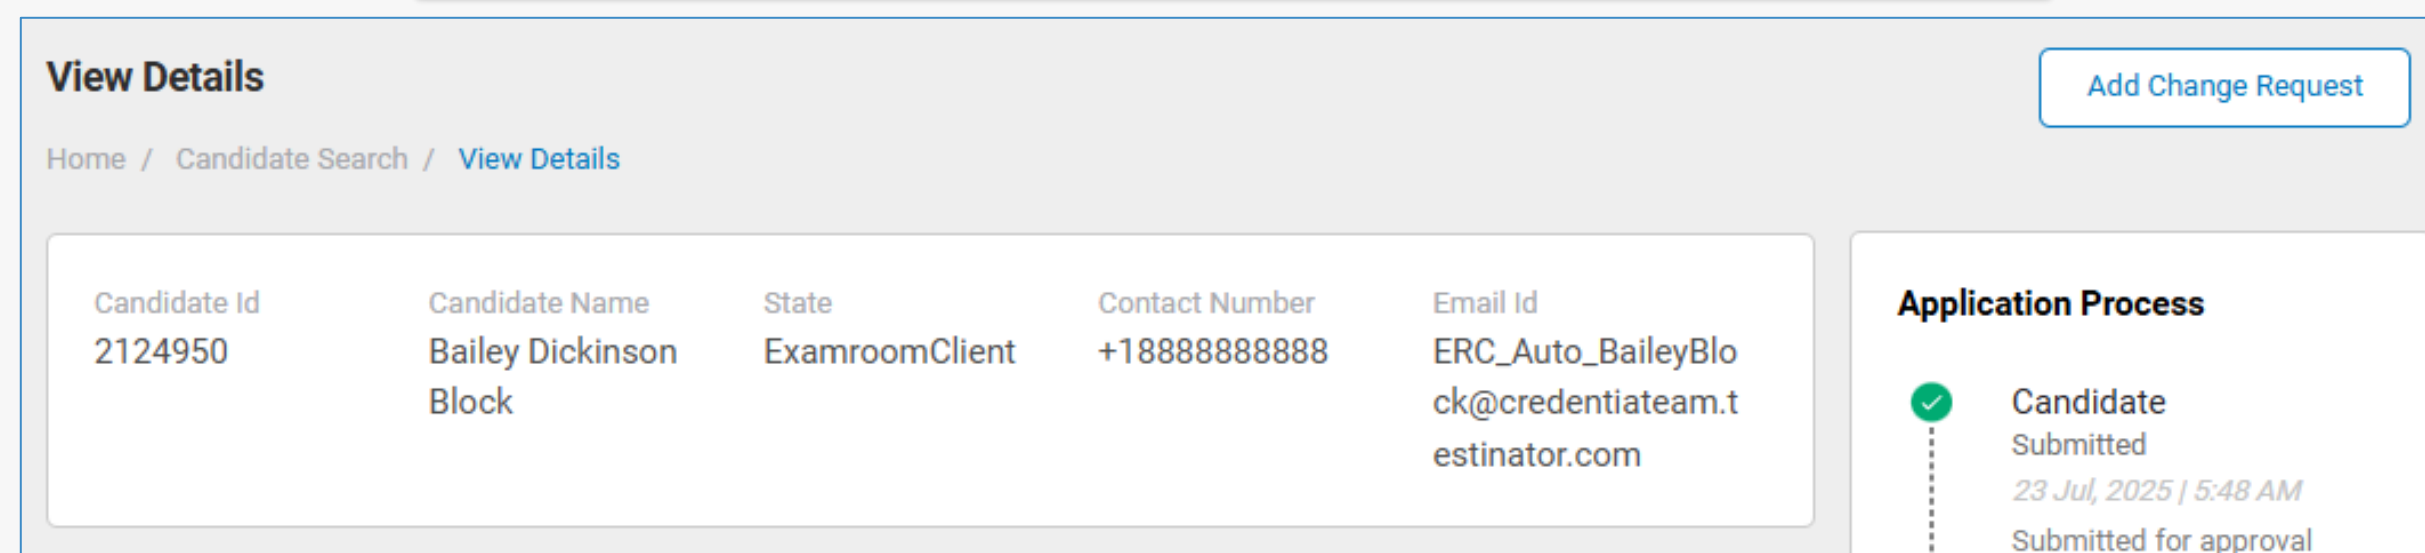 View Details
Add Change Request
Home / Candidate Search / View Details
Candidate Id
2124950
Candidate Name
Bailey Dickinson
Block
State
ExamroomClient
Contact Number
+18888888888
Email Id
ERC_Auto_BaileyBlo
ck@credentiateam.t
estinator.com
Application Process
Candidate
Submitted
23 Jul, 2025 | 5:48 AM
Submitted for approval